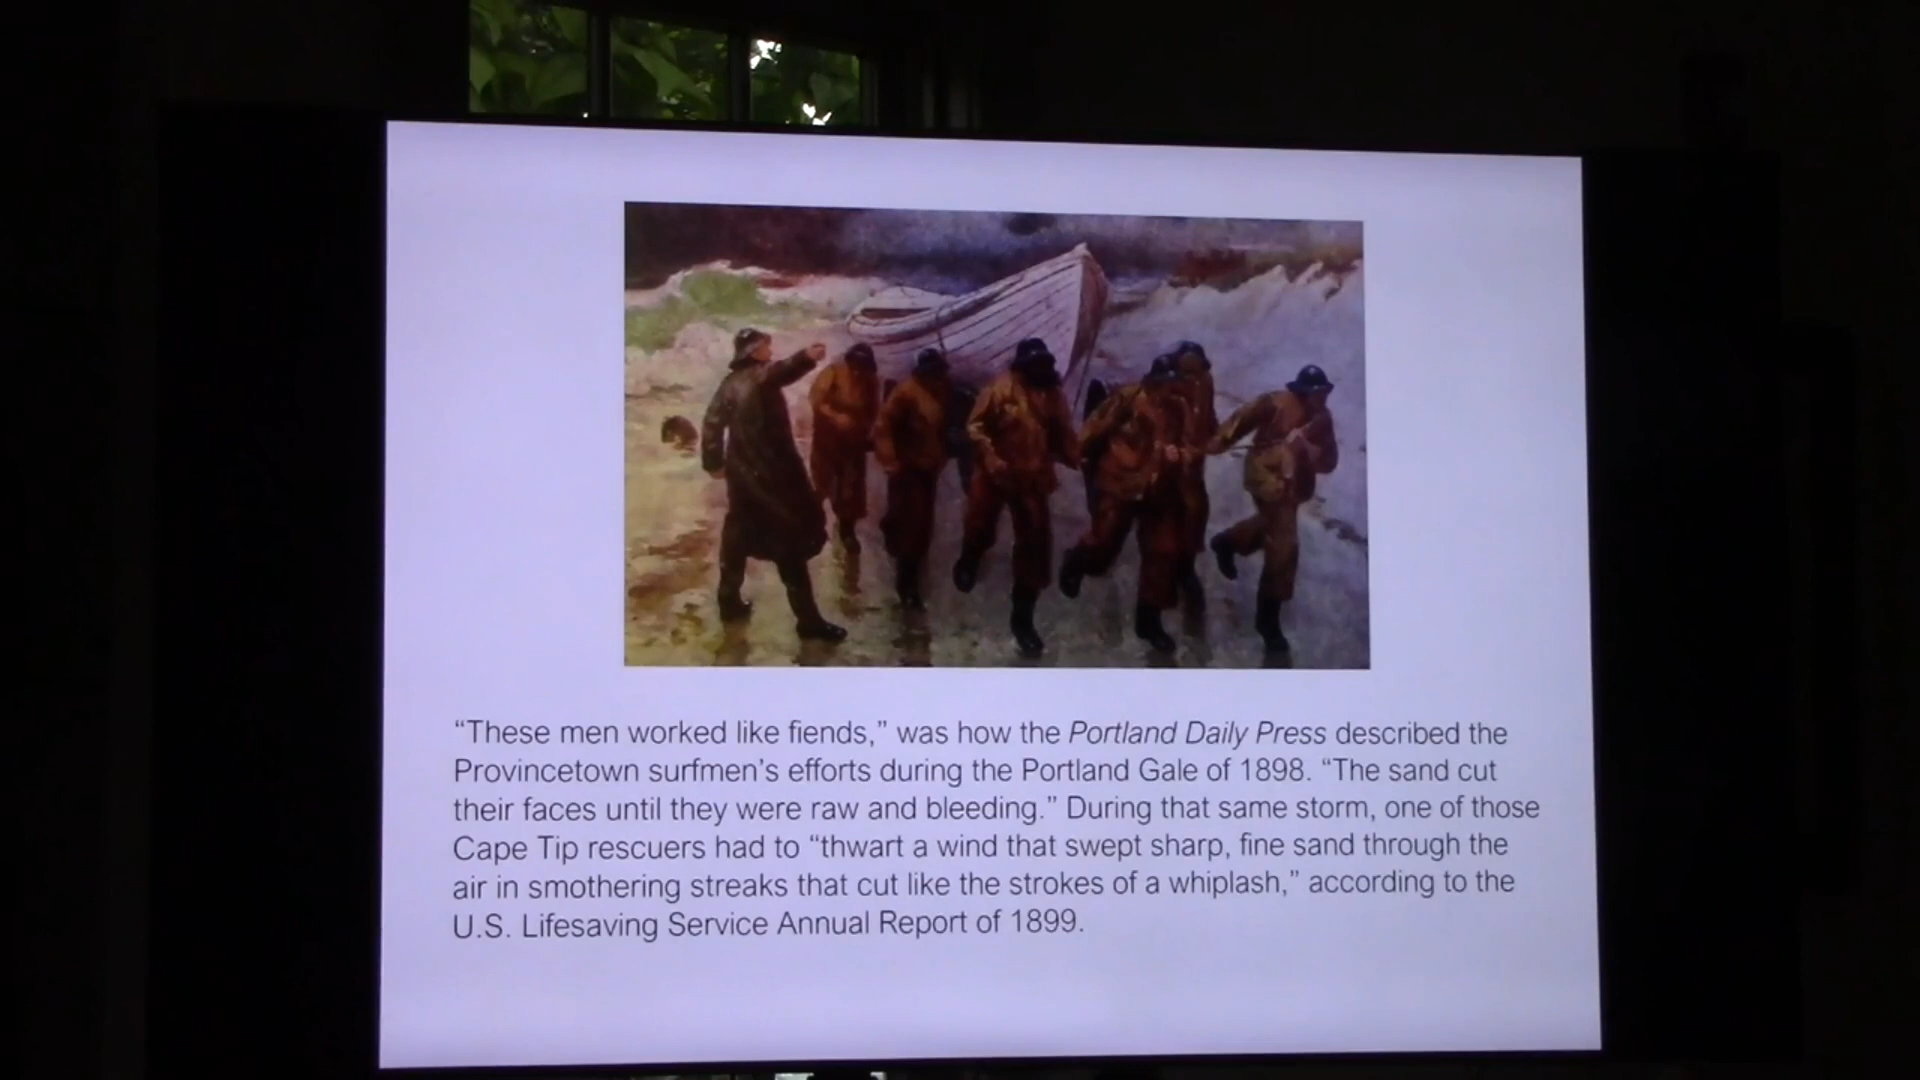 “These men worked like fiends,” was how the Portland Daily Press described the
Provincetown surfmen’s efforts during the Portland Gale of 1898. “The sand cut
their faces until they were raw and bleeding.” During that same storm, one of those
Cape Tip rescuers had to “thwart a wind that swept sharp, fine sand through the
air in smothering streaks that cut like the strokes of a whiplash,” according to the
U.S. Lifesaving Service Annual Report of 1899.